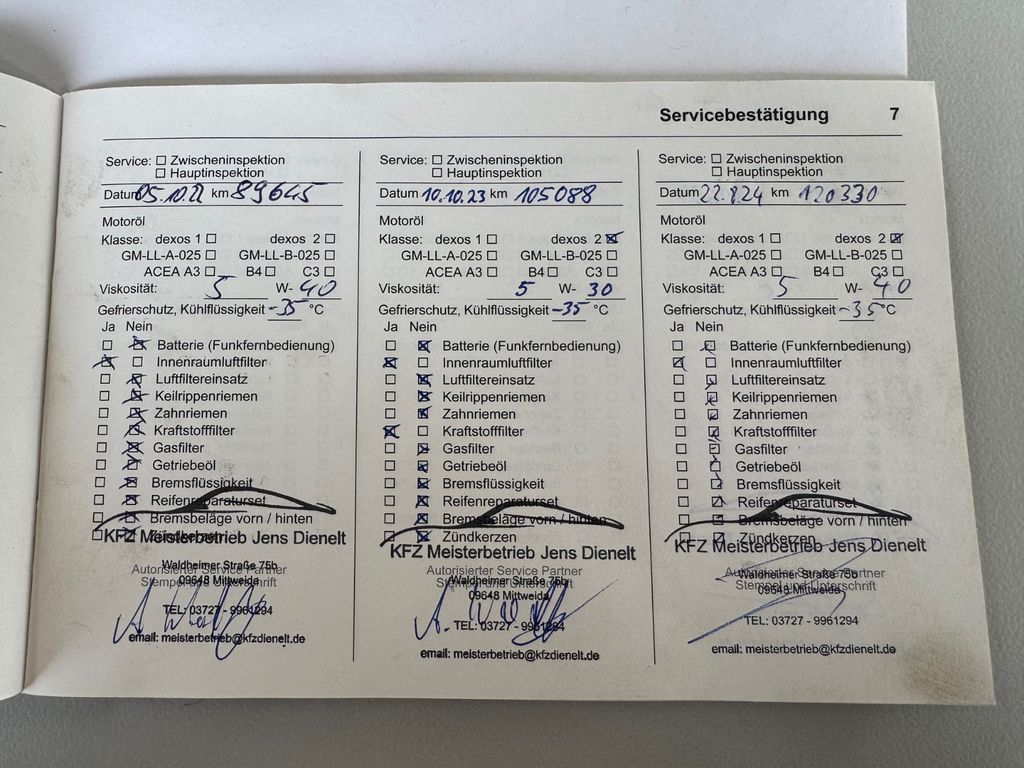 Servicebestätigung 7
Service: ☐ Zwischeninspektion
☐ Hauptinspektion
Datum 05.10.22 km 89645
Motoröl
Klasse: dexos 1 ☐ dexos 2 ☐
GM-LL-A-025 ☐ GM-LL-B-025 ☐
ACEA A3 ☐ B4 ☐ C3 ☐
Viskosität: 5 W- 40
Gefrierschutz, Kühlflüssigkeit -35 °C
Ja Nein
☐ ☒ Batterie (Funkfernbedienung)
☒ ☐ Innenraumluftfilter
☐ ☒ Luftfiltereinsatz
☐ ☒ Keilrippenriemen
☐ ☒ Zahnriemen
☐ ☒ Kraftstofffilter
☐ ☒ Gasfilter
☐ ☒ Getriebeöl
☐ ☒ Bremsflüssigkeit
☐ ☒ Reifenreparaturset
☐ ☒ Bremsbeläge vorn / hinten
☐ ☒ Zündkerzen
KFZ Meisterbetrieb Jens Dienelt
Autorisierter Service Partner
Waldheimer Straße 75b
Stempel und Unterschrift
09648 Mittweida
TEL: 03727 - 9961294
email: meisterbetrieb@kfzdienelt.de
Service: ☐ Zwischeninspektion
☐ Hauptinspektion
Datum 10.10.23 km 105088
Motoröl
Klasse: dexos 1 ☐ dexos 2 ☒
GM-LL-A-025 ☐ GM-LL-B-025 ☐
ACEA A3 ☐ B4 ☐ C3 ☐
Viskosität: 5 W- 30
Gefrierschutz, Kühlflüssigkeit -35 °C
Ja Nein
☐ ☒ Batterie (Funkfernbedienung)
☒ ☐ Innenraumluftfilter
☐ ☒ Luftfiltereinsatz
☐ ☒ Keilrippenriemen
☐ ☒ Zahnriemen
☒ ☐ Kraftstofffilter
☐ ☒ Gasfilter
☐ ☒ Getriebeöl
☐ ☒ Bremsflüssigkeit
☐ ☒ Reifenreparaturset
☐ ☒ Bremsbeläge vorn / hinten
☐ ☒ Zündkerzen
KFZ Meisterbetrieb Jens Dienelt
Autorisierter Service Partner
Waldheimer Straße 75b
Stempel und Unterschrift
09648 Mittweida
TEL: 03727 - 9961294
email: meisterbetrieb@kfzdienelt.de
Service: ☐ Zwischeninspektion
☐ Hauptinspektion
Datum 22.8.24 km 120330
Motoröl
Klasse: dexos 1 ☐ dexos 2 ☒
GM-LL-A-025 ☐ GM-LL-B-025 ☐
ACEA A3 ☐ B4 ☐ C3 ☐
Viskosität: 5 W- 40
Gefrierschutz, Kühlflüssigkeit -35 °C
Ja Nein
☐ ☒ Batterie (Funkfernbedienung)
☒ ☐ Innenraumluftfilter
☐ ☒ Luftfiltereinsatz
☐ ☒ Keilrippenriemen
☐ ☒ Zahnriemen
☐ ☒ Kraftstofffilter
☐ ☒ Gasfilter
☐ ☒ Getriebeöl
☐ ☒ Bremsflüssigkeit
☐ ☒ Reifenreparaturset
☐ ☒ Bremsbeläge vorn / hinten
☐ ☒ Zündkerzen
KFZ Meisterbetrieb Jens Dienelt
Autorisierter Service Partner
Waldheimer Straße 75b
Stempel und Unterschrift
09648 Mittweida
TEL: 03727 - 9961294
email: meisterbetrieb@kfzdienelt.de